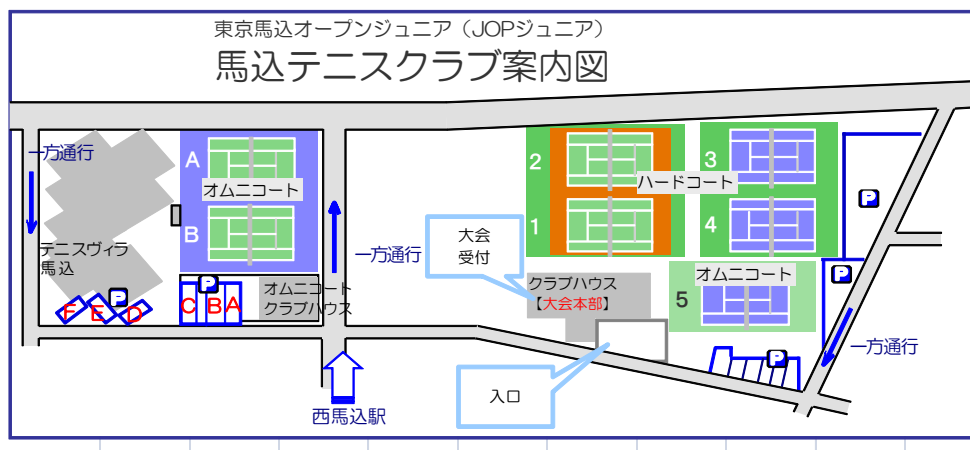 東京馬込オープンジュニア（JOPジュニア）
馬込テニスクラブ案内図
一方通行
A
オムニコート
B
テニスヴィラ
馬込
P
F
E
D
P
C
B
A
オムニコート
クラブハウス
一方通行
西馬込駅
2
1
ハードコート
3
4
大会
受付
クラブハウス
【大会本部】
入口
オムニコート
5
P
P
P
一方通行